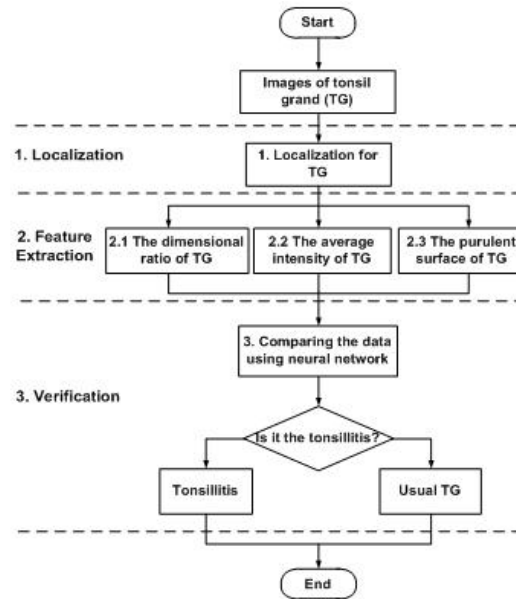 Start
Images of tonsil
grand (TG)
1. Localization
1. Localization for
TG
2. Feature
Extraction
2.1 The dimensional
ratio of TG
2.2 The average
intensity of TG
2.3 The purulent
surface of TG
3. Comparing the data
using neural network
3. Verification
Is it the tonsillitis?
Tonsillitis
Usual TG
End